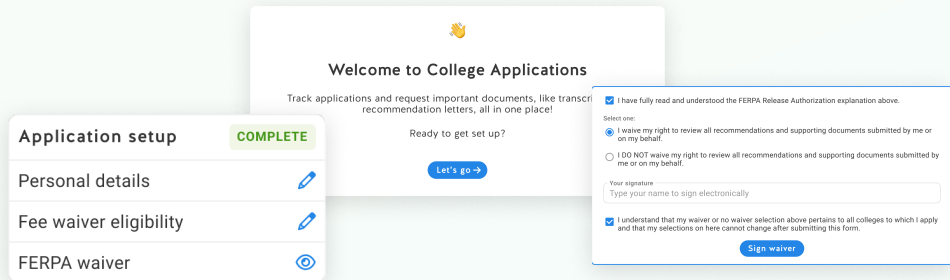 Welcome to College Applications
Track applications and request important documents, like
recommendation letters, all in one place!
Ready to get set up?
Let's go
Application setup
COMPLETE
Personal details
Fee waiver eligibility
FERPA waiver
I have fully read and understood the FERPA Release Authorization explanation above.
Select one:
I waive my right to review all recommendations and supporting documents submitted by me or
on my behalf.
I DO NOT waive my right to review all recommendations and supporting documents submitted by
me or on my behalf.
Your signature
Type your name to sign electronically
I understand that my waiver or no waiver selection above pertains to all colleges to which I apply
and that my selections on here cannot change after submitting this form.
Sign waiver